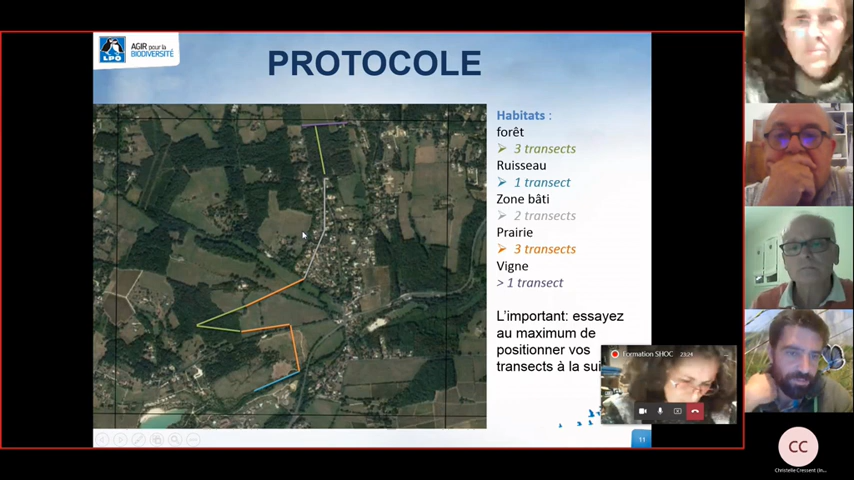 AGIR pour la
BIODIVERSITÉ
LPO
PROTOCOLE
Habitats :
forêt
➢ 3 transects
Ruisseau
➢ 1 transect
Zone bâti
➢ 2 transects
Prairie
➢ 3 transects
Vigne
> 1 transect
L'important: essayez
au maximum de
positionner vos
transects à la sui
Formation SHOC 23:24
11
CC
Christelle Cressent (In...